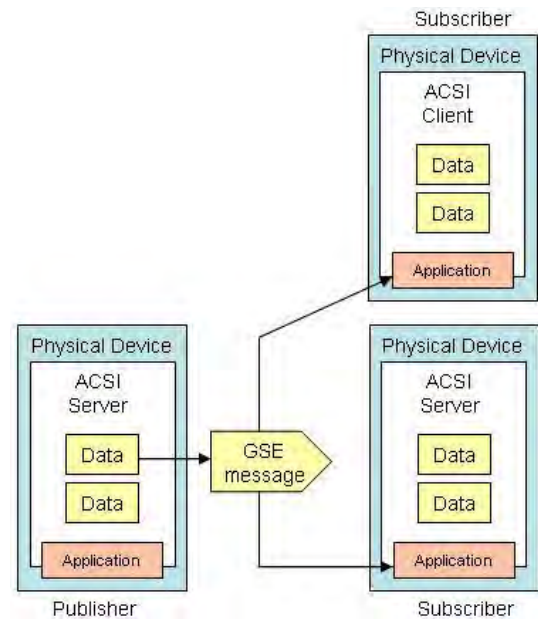 Subscriber
Physical Device
ACSI
Client
Data
Data
Application
Physical Device
ACSI
Server
Data
Data
Application
Publisher
GSE
message
Physical Device
ACSI
Server
Data
Data
Application
Subscriber